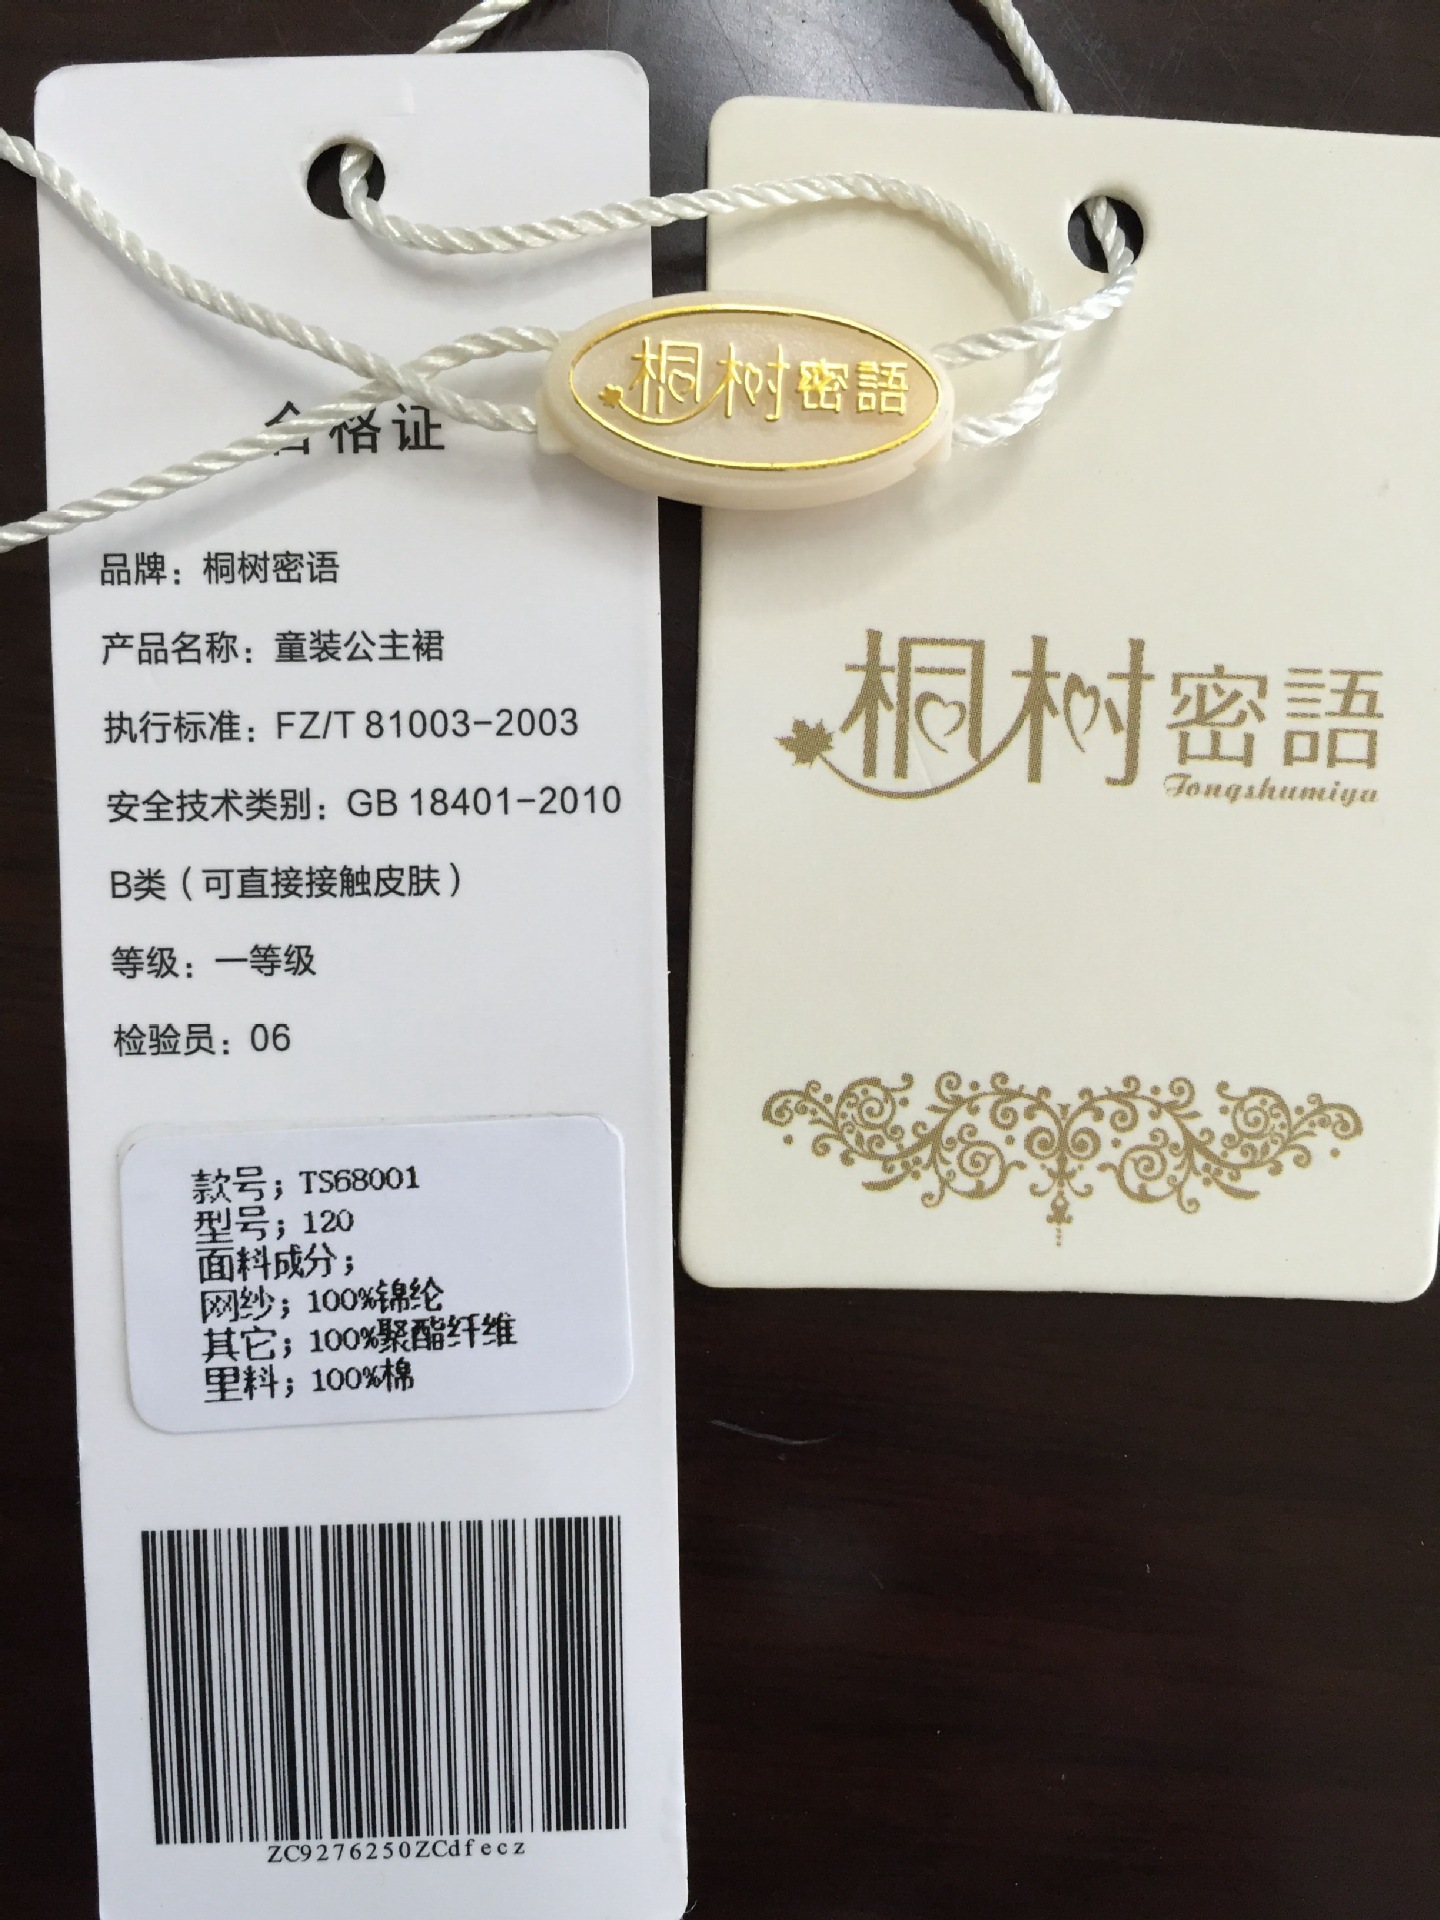 合格证
品牌：桐树密语
产品名称：童装公主裙
执行标准：FZ/T 81003-2003
安全技术类别：GB 18401-2010
B类（可直接接触皮肤）
等级：一等级
检验员：06
款号；TS68001
型号；120
面料成分；
网纱；100%锦纶
其它；100%聚酯纤维
里料；100%棉
ZC9276250ZCdfecz
桐树密語
桐树密語
Tongshumiyu